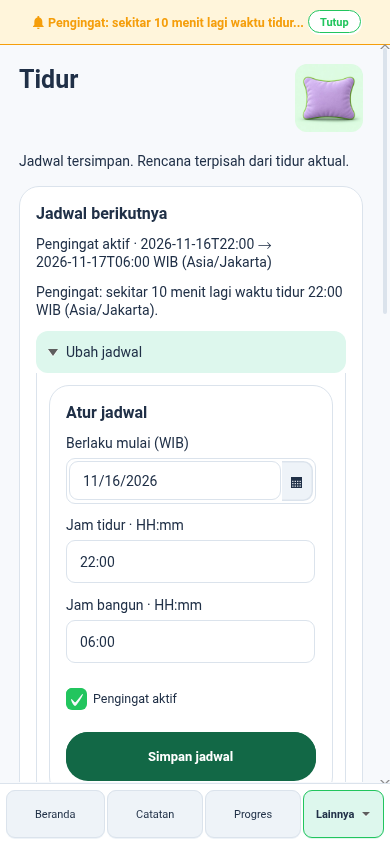 Pengingat: sekitar 10 menit lagi waktu tidur...
Tutup
Tidur
Jadwal tersimpan. Rencana terpisah dari tidur aktual.
Jadwal berikutnya
Pengingat aktif · 2026-11-16T22:00 →
2026-11-17T06:00 WIB (Asia/Jakarta)
Pengingat: sekitar 10 menit lagi waktu tidur 22:00
WIB (Asia/Jakarta).
Ubah jadwal
Atur jadwal
Berlaku mulai (WIB)
11/16/2026
Jam tidur · HH:mm
22:00
Jam bangun · HH:mm
06:00
Pengingat aktif
Simpan jadwal
Beranda
Catatan
Progres
Lainnya